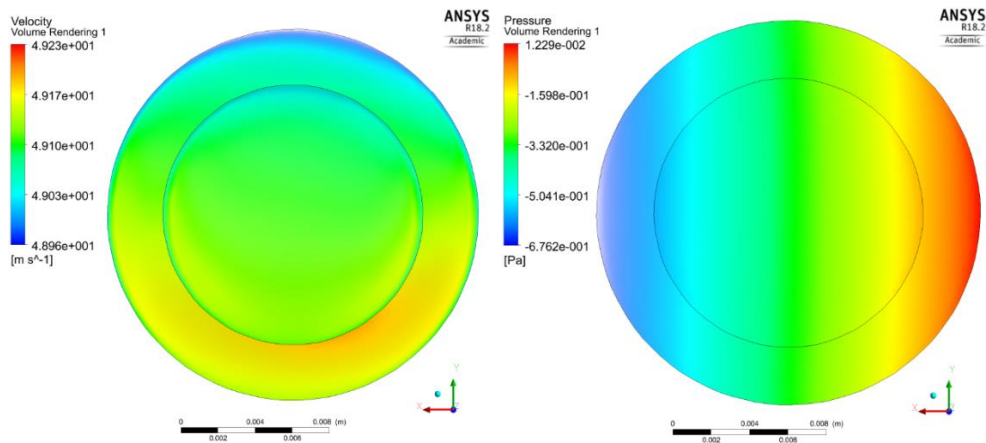 Velocity
Volume Rendering 1
4.923e+001
4.917e+001
4.910e+001
4.903e+001
4.896e+001
[m s^-1]
ANSYS
R18.2
Academic
Y
X
Z
0 0.004 0.008 (m)
0.002 0.006
Pressure
Volume Rendering 1
1.229e-002
-1.598e-001
-3.320e-001
-5.041e-001
-6.762e-001
[Pa]
ANSYS
R18.2
Academic
Y
X
Z
0 0.004 0.008 (m)
0.002 0.006